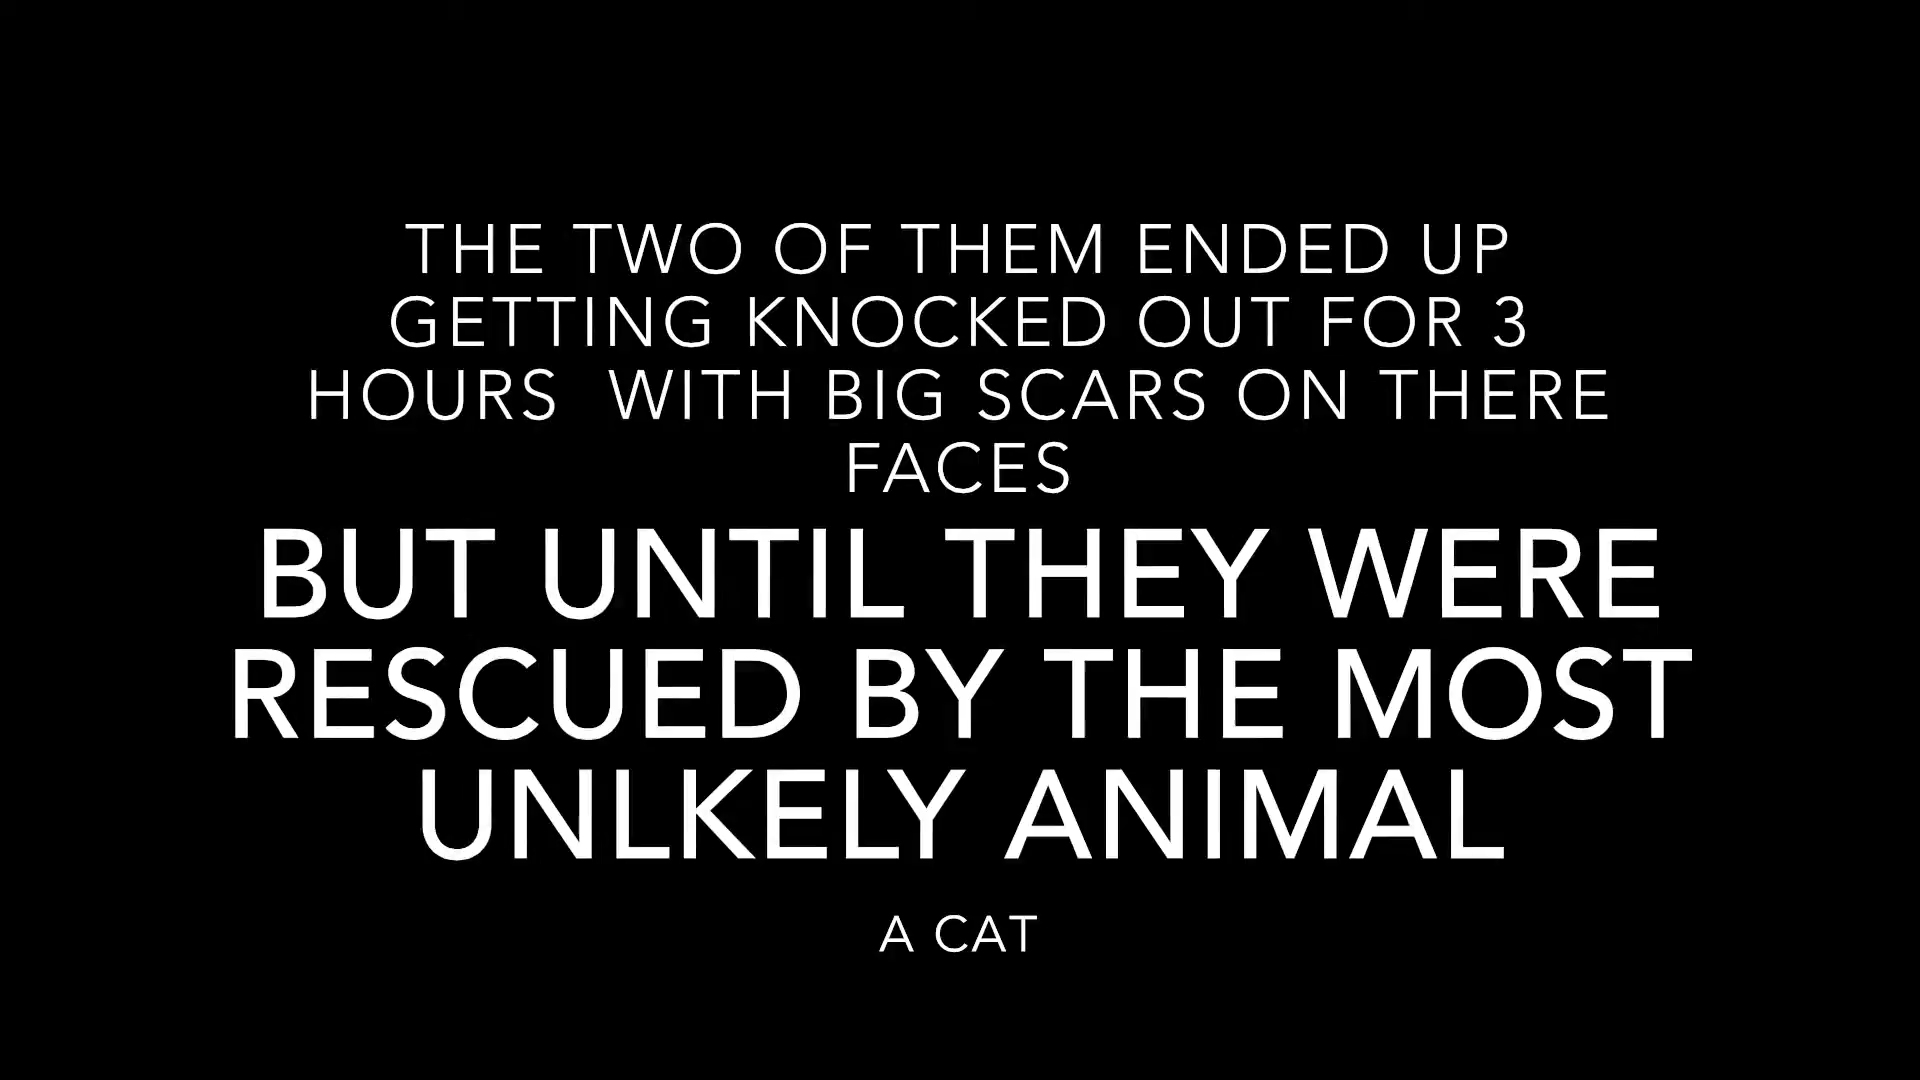 THE TWO OF THEM ENDED UP
GETTING KNOCKED OUT FOR 3
HOURS  WITH BIG SCARS ON THERE
FACES
BUT UNTIL THEY WERE
RESCUED BY THE MOST
UNLKELY ANIMAL
A CAT